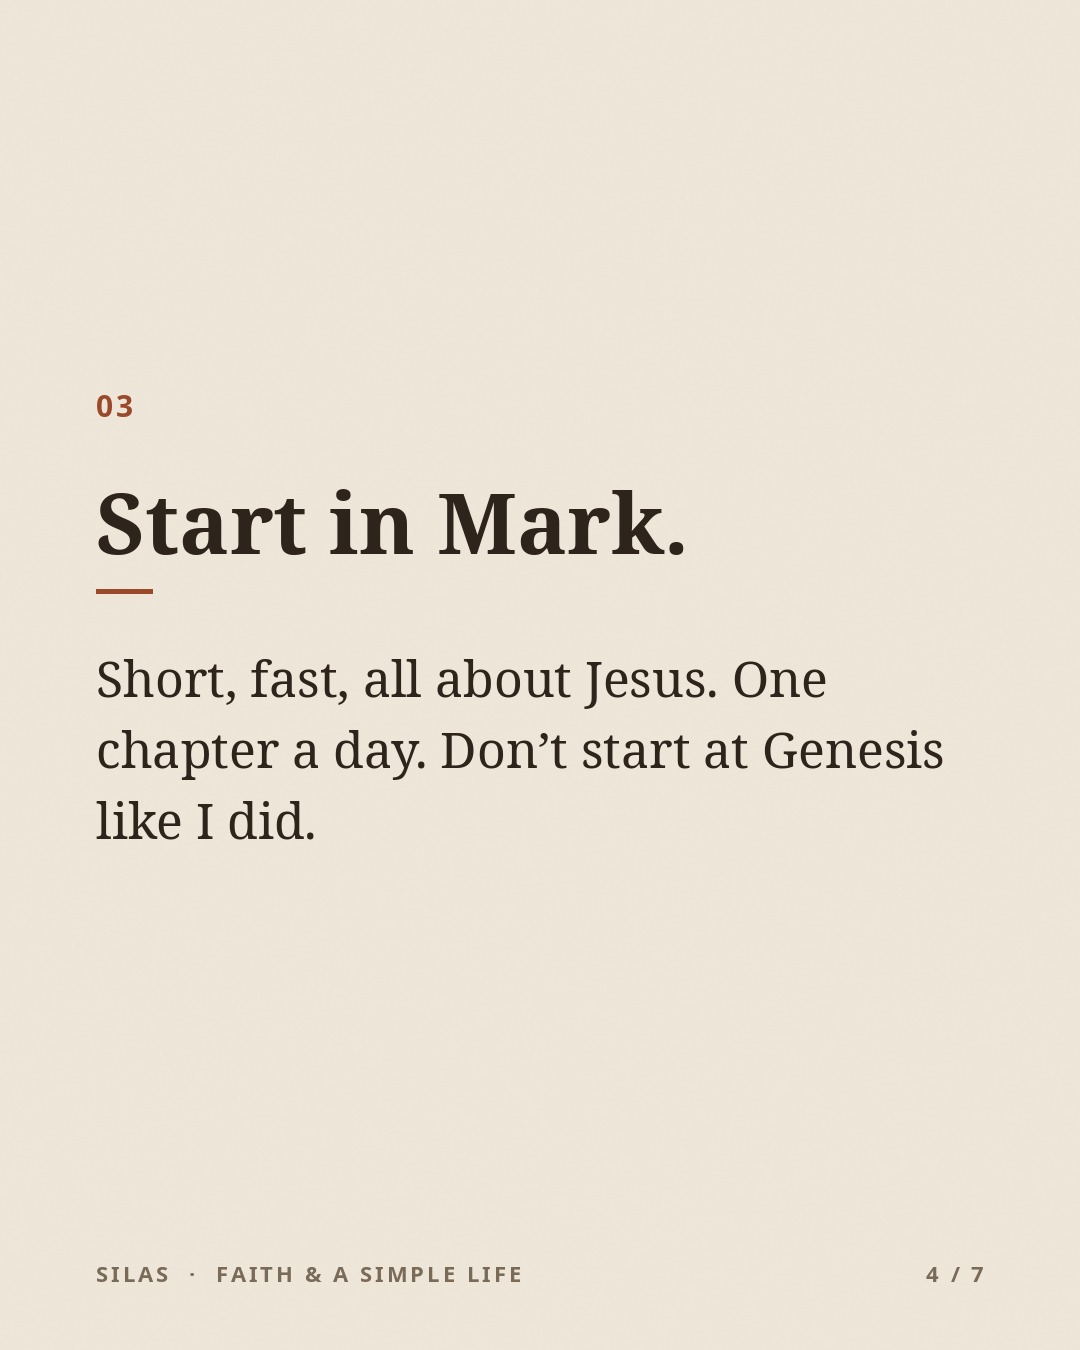 03
Start in Mark.
Short, fast, all about Jesus. One
chapter a day. Don’t start at Genesis
like I did.
SILAS · FAITH & A SIMPLE LIFE
4 / 7